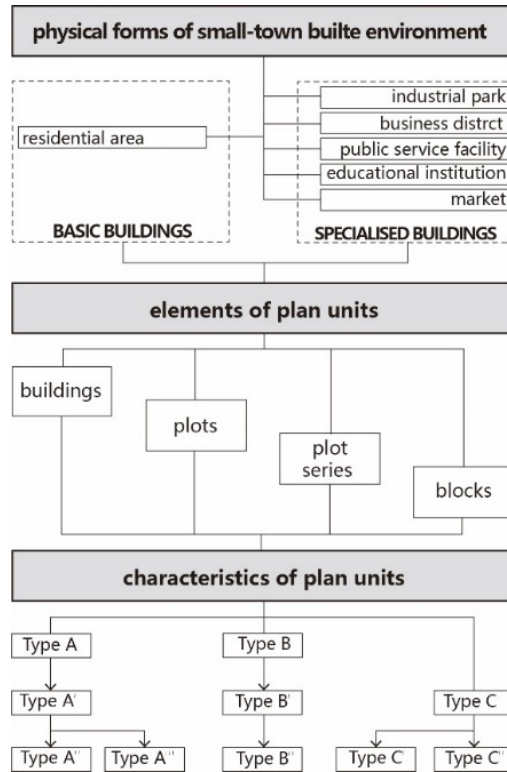 physical forms of small-town builte environment
residential area
industrial park
business distrct
public service facility
educational institution
market
BASIC BUILDINGS
SPECIALISED BUILDINGS
elements of plan units
buildings
plots
plot
series
blocks
characteristics of plan units
Type A
Type B
Type A'
Type B'
Type C
Type A''
Type A''
Type B''
Type C'
Type C''